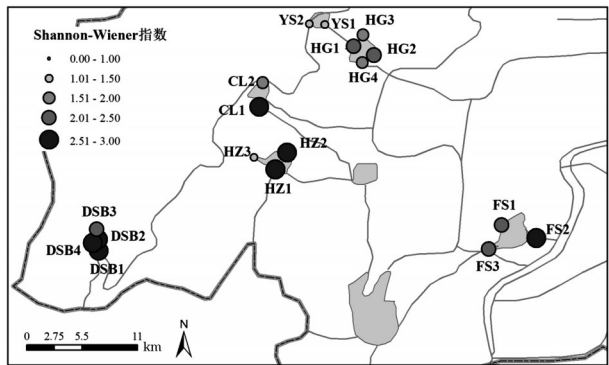 Shannon-Wiener指数
0.00 - 1.00
1.01 - 1.50
1.51 - 2.00
2.01 - 2.50
2.51 - 3.00
YS2
YS1
HG3
HG1
HG2
HG4
CL2
CL1
HZ2
HZ3
HZ1
DSB3
DSB2
DSB4
DSB1
FS1
FS2
FS3
0 2.75 5.5 11
km
N